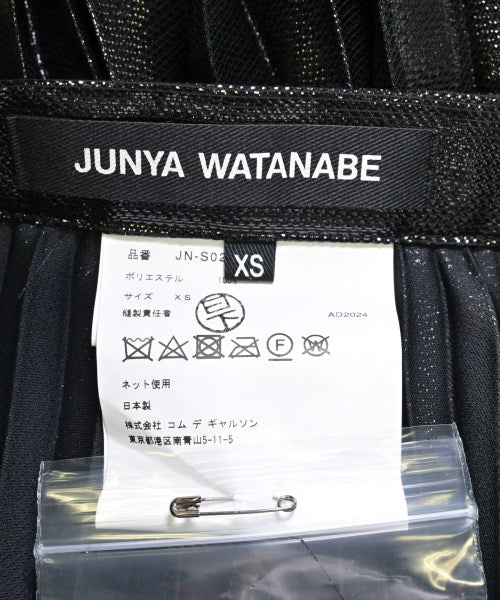 JUNYA WATANABE
品番 JN-S02
XS
ポリエステル
サイズ XS
縫製責任者 AD2024
F
W
ネット使用
日本製
株式会社 コム デ ギャルソン
東京都港区南青山5-11-5